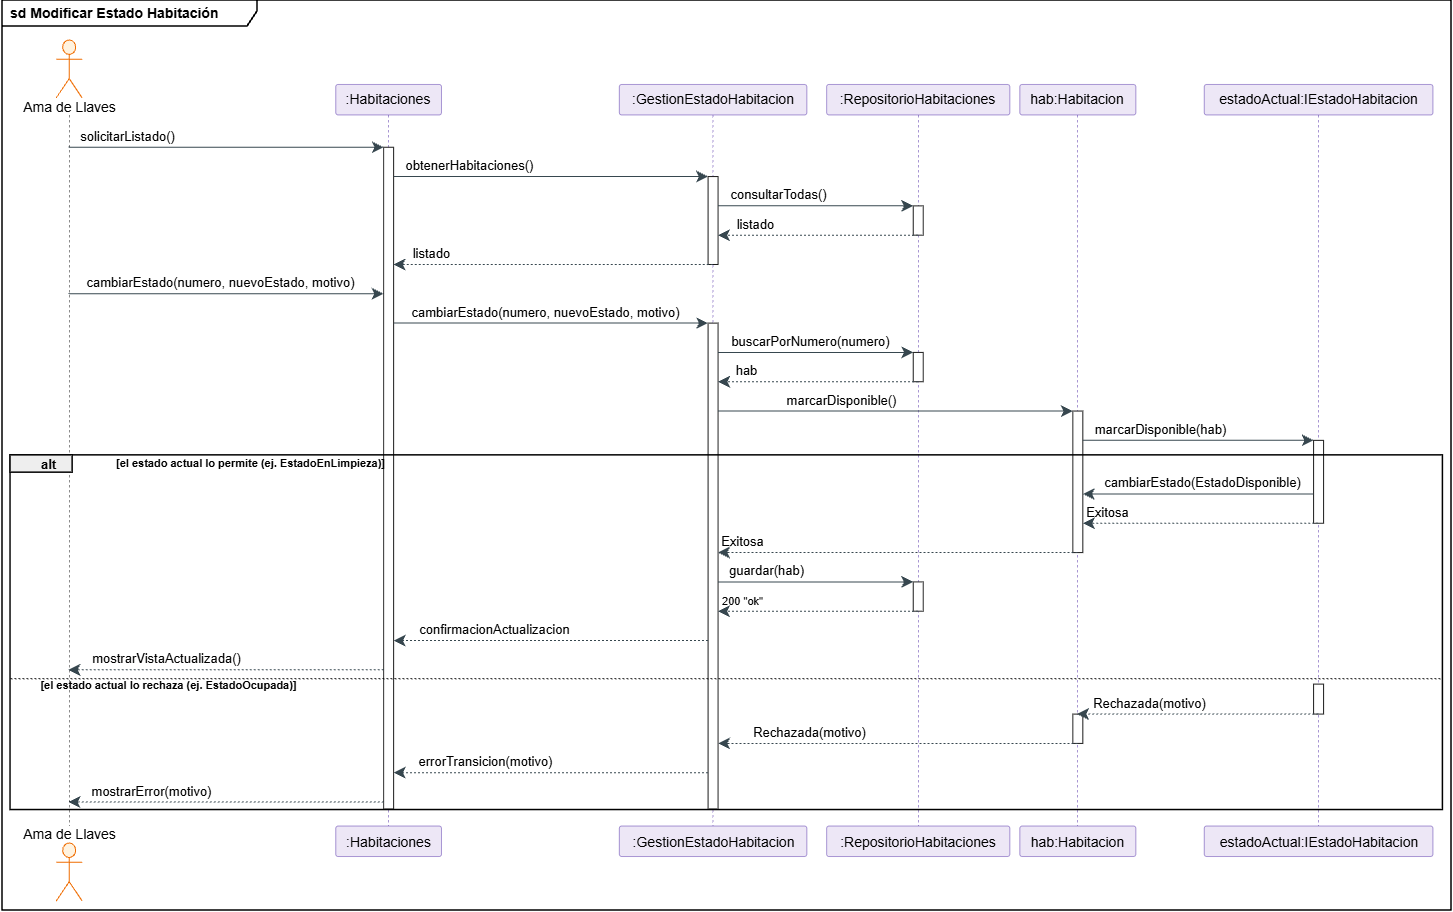 sd Modificar Estado Habitación
Ama de Llaves
:Habitaciones
:GestionEstadoHabitacion
:RepositorioHabitaciones
hab:Habitacion
estadoActual:IEstadoHabitacion
solicitarListado()
obtenerHabitaciones()
consultarTodas()
listado
listado
cambiarEstado(numero, nuevoEstado, motivo)
cambiarEstado(numero, nuevoEstado, motivo)
buscarPorNumero(numero)
hab
marcarDisponible()
marcarDisponible(hab)
alt
[el estado actual lo permite (ej. EstadoEnLimpieza)]
cambiarEstado(EstadoDisponible)
Exitosa
Exitosa
guardar(hab)
200 "ok"
confirmacionActualizacion
mostrarVistaActualizada()
[el estado actual lo rechaza (ej. EstadoOcupada)]
Rechazada(motivo)
Rechazada(motivo)
errorTransicion(motivo)
mostrarError(motivo)
Ama de Llaves
:Habitaciones
:GestionEstadoHabitacion
:RepositorioHabitaciones
hab:Habitacion
estadoActual:IEstadoHabitacion